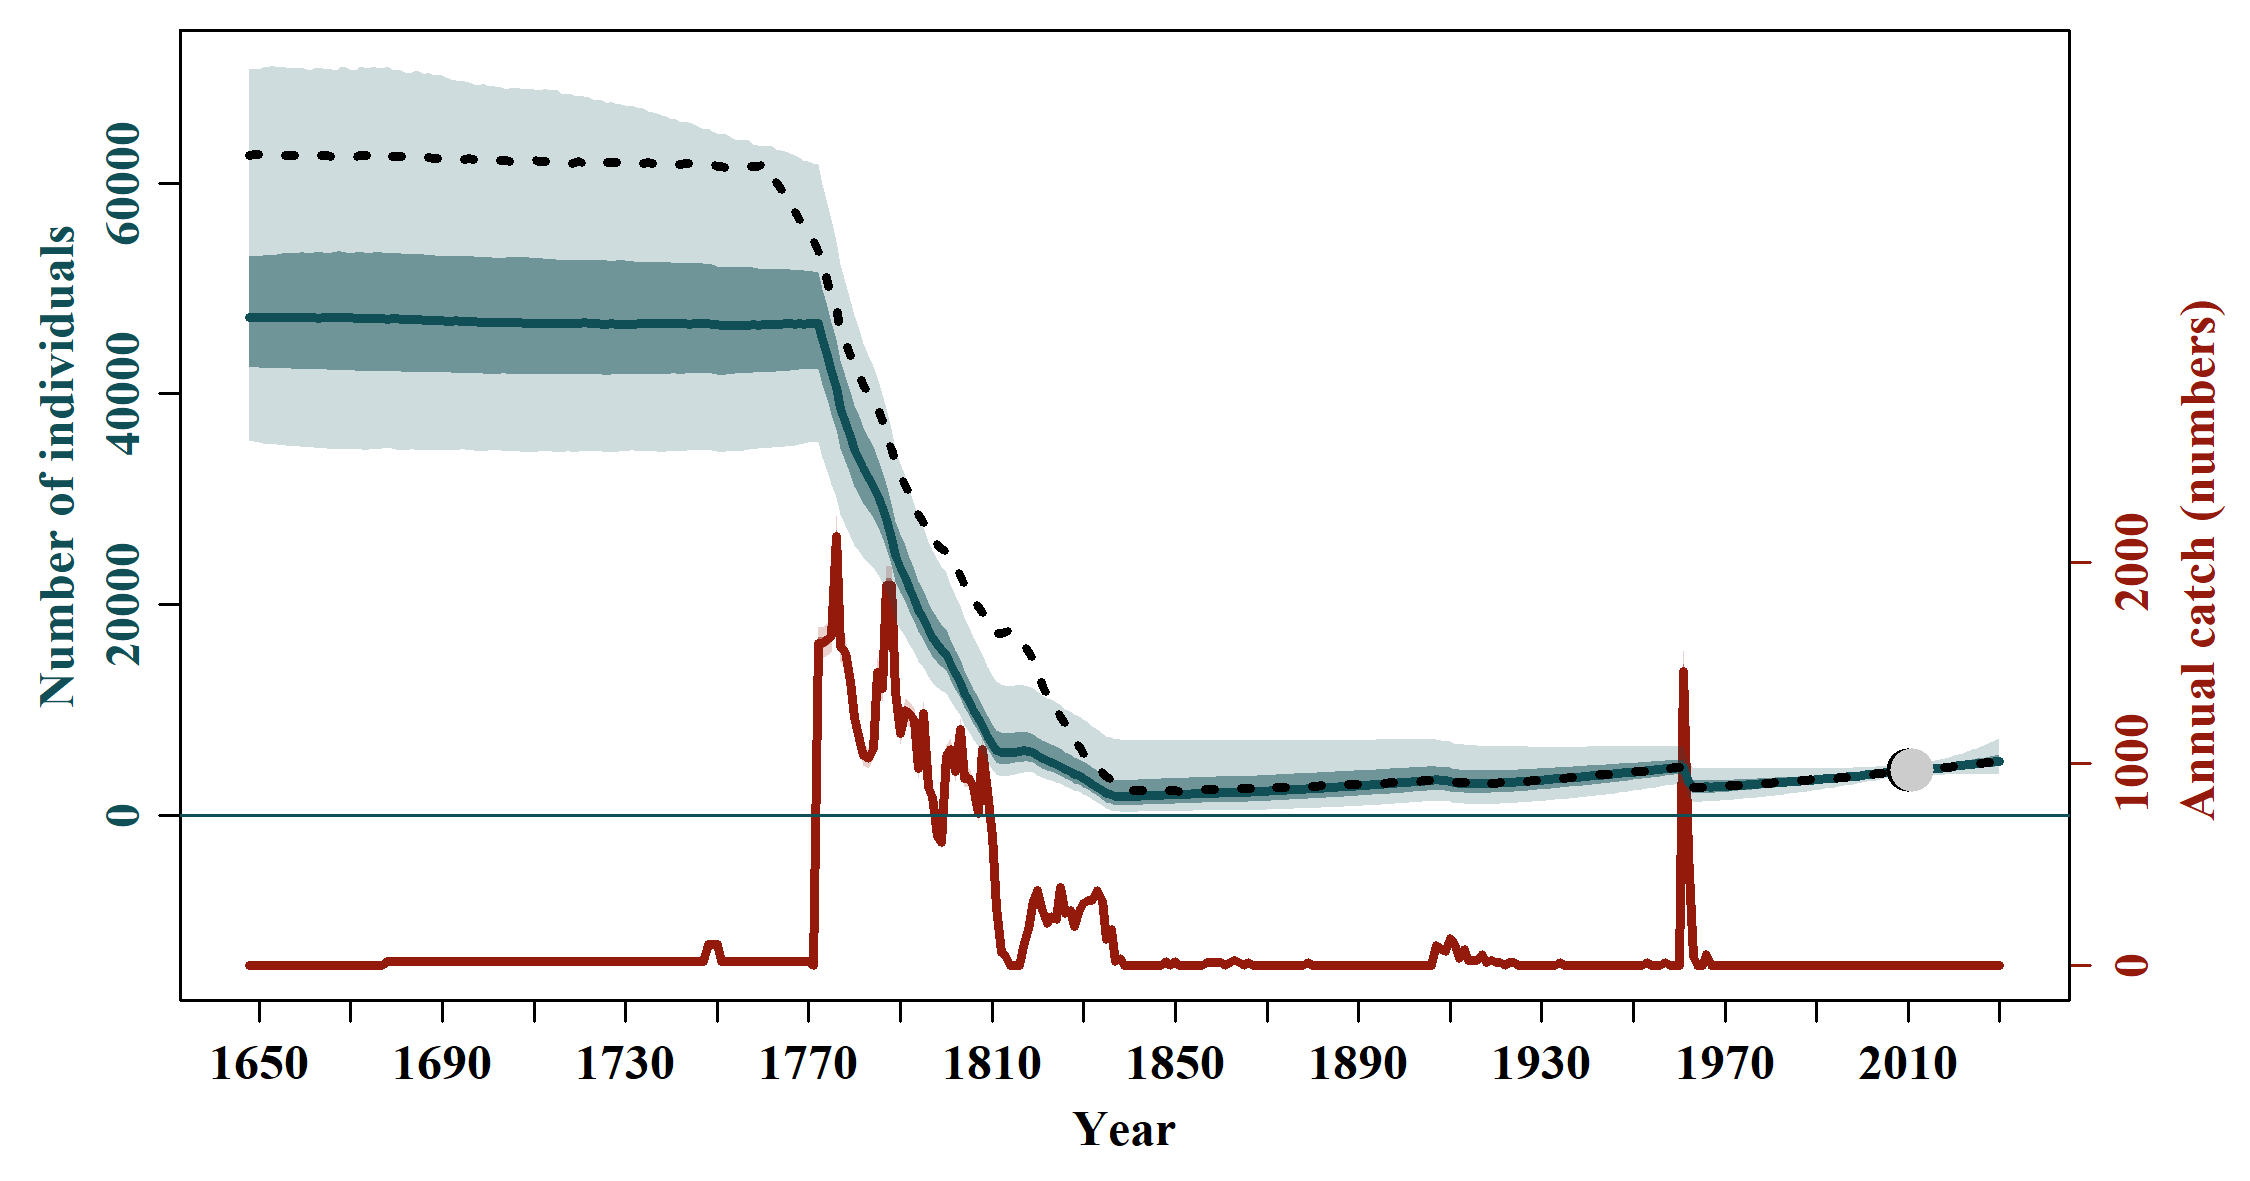 Number of individuals
0 20000 40000 60000
Annual catch (numbers)
0 1000 2000
1650 1690 1730 1770 1810 1850 1890 1930 1970 2010
Year